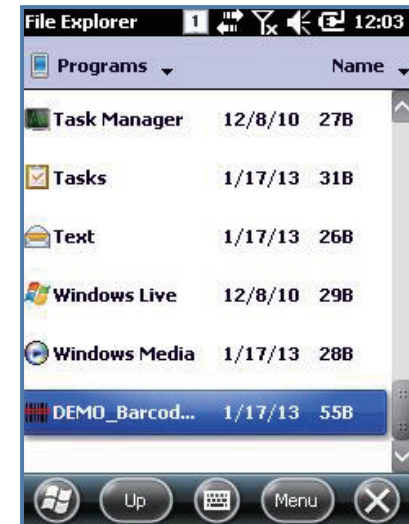 File Explorer 1 12:03
Programs Name
Task Manager 12/8/10 27B
Tasks 1/17/13 31B
Text 1/17/13 26B
Windows Live 12/8/10 29B
Windows Media 1/17/13 28B
DEMO_Barcod... 1/17/13 55B
Up Menu